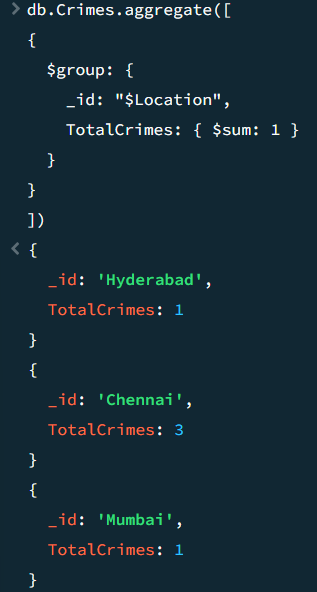 > db.Crimes.aggregate([
{
$group: {
_id: "$Location",
TotalCrimes: { $sum: 1 }
}
}
])
< {
_id: 'Hyderabad',
TotalCrimes: 1
}
{
_id: 'Chennai',
TotalCrimes: 3
}
{
_id: 'Mumbai',
TotalCrimes: 1
}